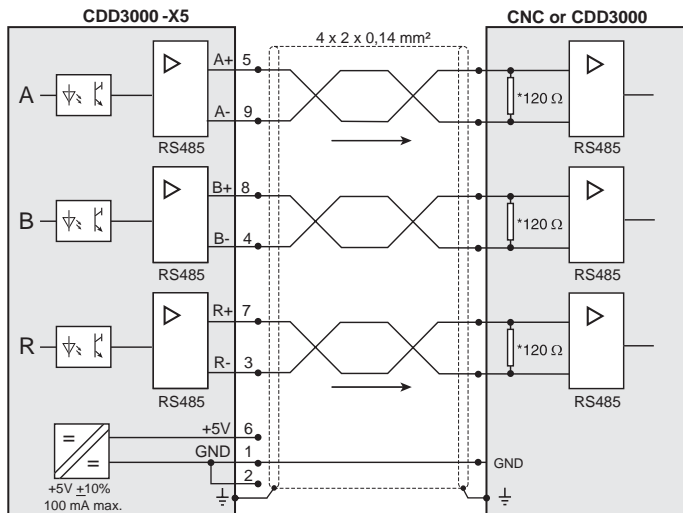 CDD3000 -X5
CNC or CDD3000
4 x 2 x 0,14 mm²
A
A+ 5
A- 9
RS485
*120 Ω
RS485
B
B+ 8
B- 4
RS485
*120 Ω
RS485
R
R+ 7
R- 3
RS485
*120 Ω
RS485
+5V 6
GND 1
2
GND
+5V ±10%
100 mA max.